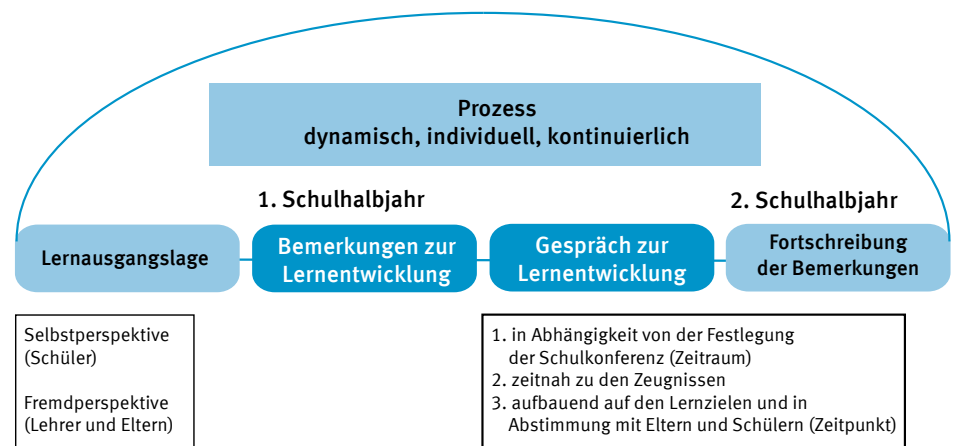 Prozess
dynamisch, individuell, kontinuierlich
1. Schulhalbjahr
2. Schulhalbjahr
Lernausgangslage
Bemerkungen zur
Lernentwicklung
Gespräch zur
Lernentwicklung
Fortschreibung
der Bemerkungen
Selbstperspektive
(Schüler)
Fremdperspektive
(Lehrer und Eltern)
1. in Abhängigkeit von der Festlegung
der Schulkonferenz (Zeitraum)
2. zeitnah zu den Zeugnissen
3. aufbauend auf den Lernzielen und in
Abstimmung mit Eltern und Schülern (Zeitpunkt)